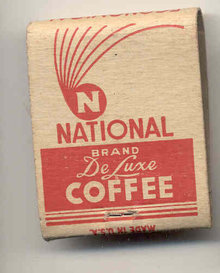 N
NATIONAL
BRAND
De Luxe
COFFEE
MADE IN U.S.A.